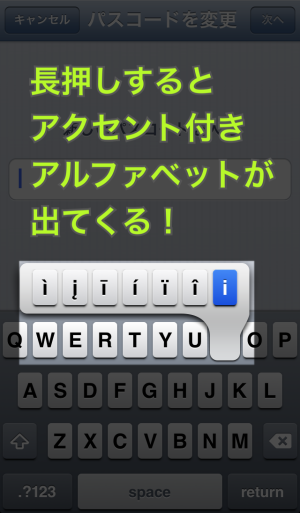 キャンセル パスコードを変更 次へ
長押しすると
アクセント付き
アルファベットが
出てくる！
ì į ī í ï î i
Q W E R T Y U O P
A S D F G H J K L
Z X C V B N M
.?123 space return